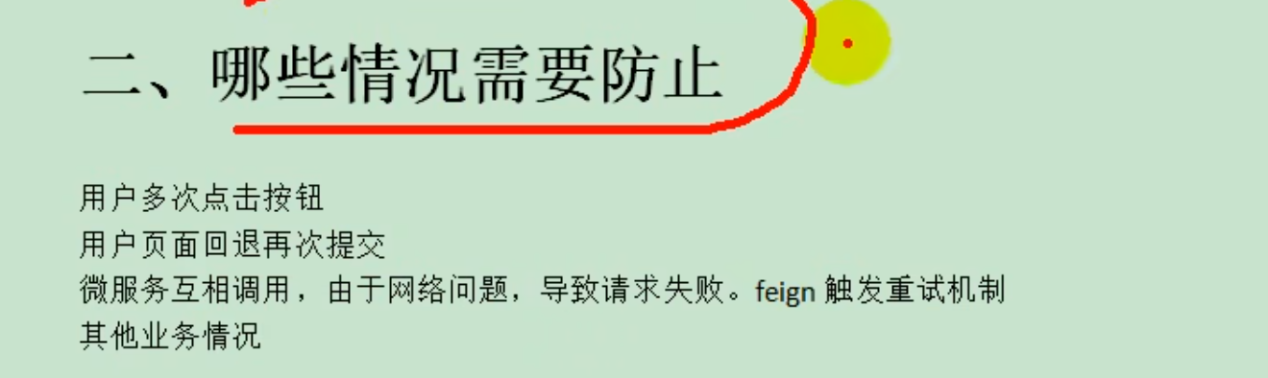 二、哪些情况需要防止
用户多次点击按钮
用户页面回退再次提交
微服务互相调用，由于网络问题，导致请求失败。feign 触发重试机制
其他业务情况